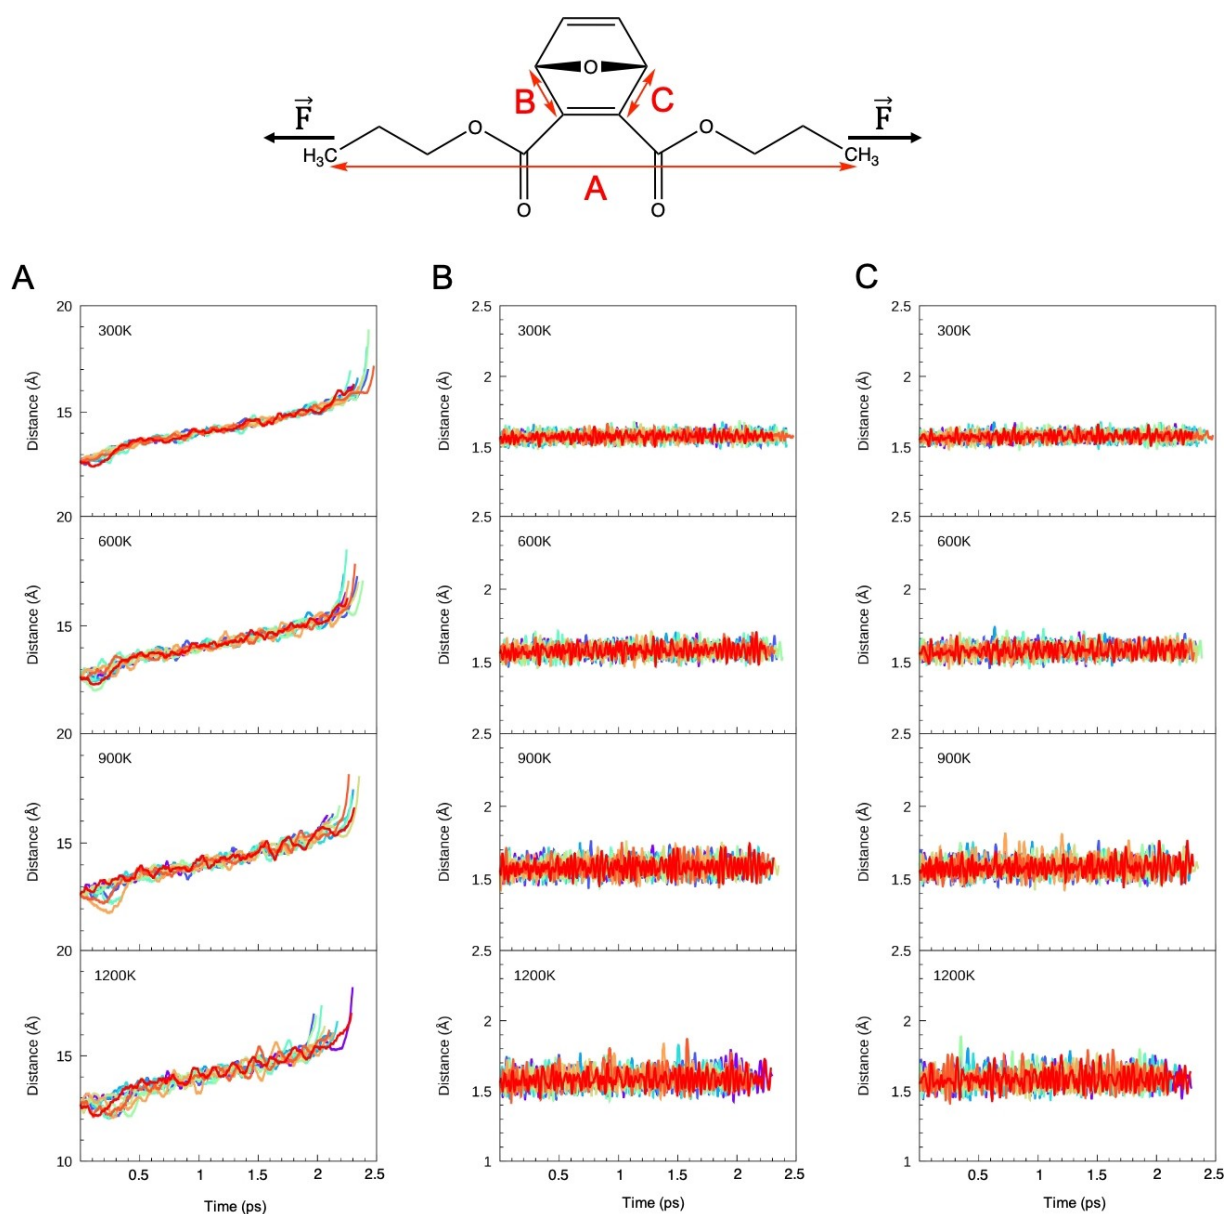 O
B
C
F
F
O
O
H3C
CH3
A
O
O
A
B
C
20
300K
15
Distance (Å)
20
600K
15
Distance (Å)
20
900K
15
Distance (Å)
20
1200K
15
Distance (Å)
10
0.5 1 1.5 2 2.5
Time (ps)
2.5
300K
2
1.5
Distance (Å)
2.5
600K
2
1.5
Distance (Å)
2.5
900K
2
1.5
Distance (Å)
2.5
1200K
2
1.5
Distance (Å)
1
0.5 1 1.5 2 2.5
Time (ps)
2.5
300K
2
1.5
Distance (Å)
2.5
600K
2
1.5
Distance (Å)
2.5
900K
2
1.5
Distance (Å)
2.5
1200K
2
1.5
Distance (Å)
1
0.5 1 1.5 2 2.5
Time (ps)